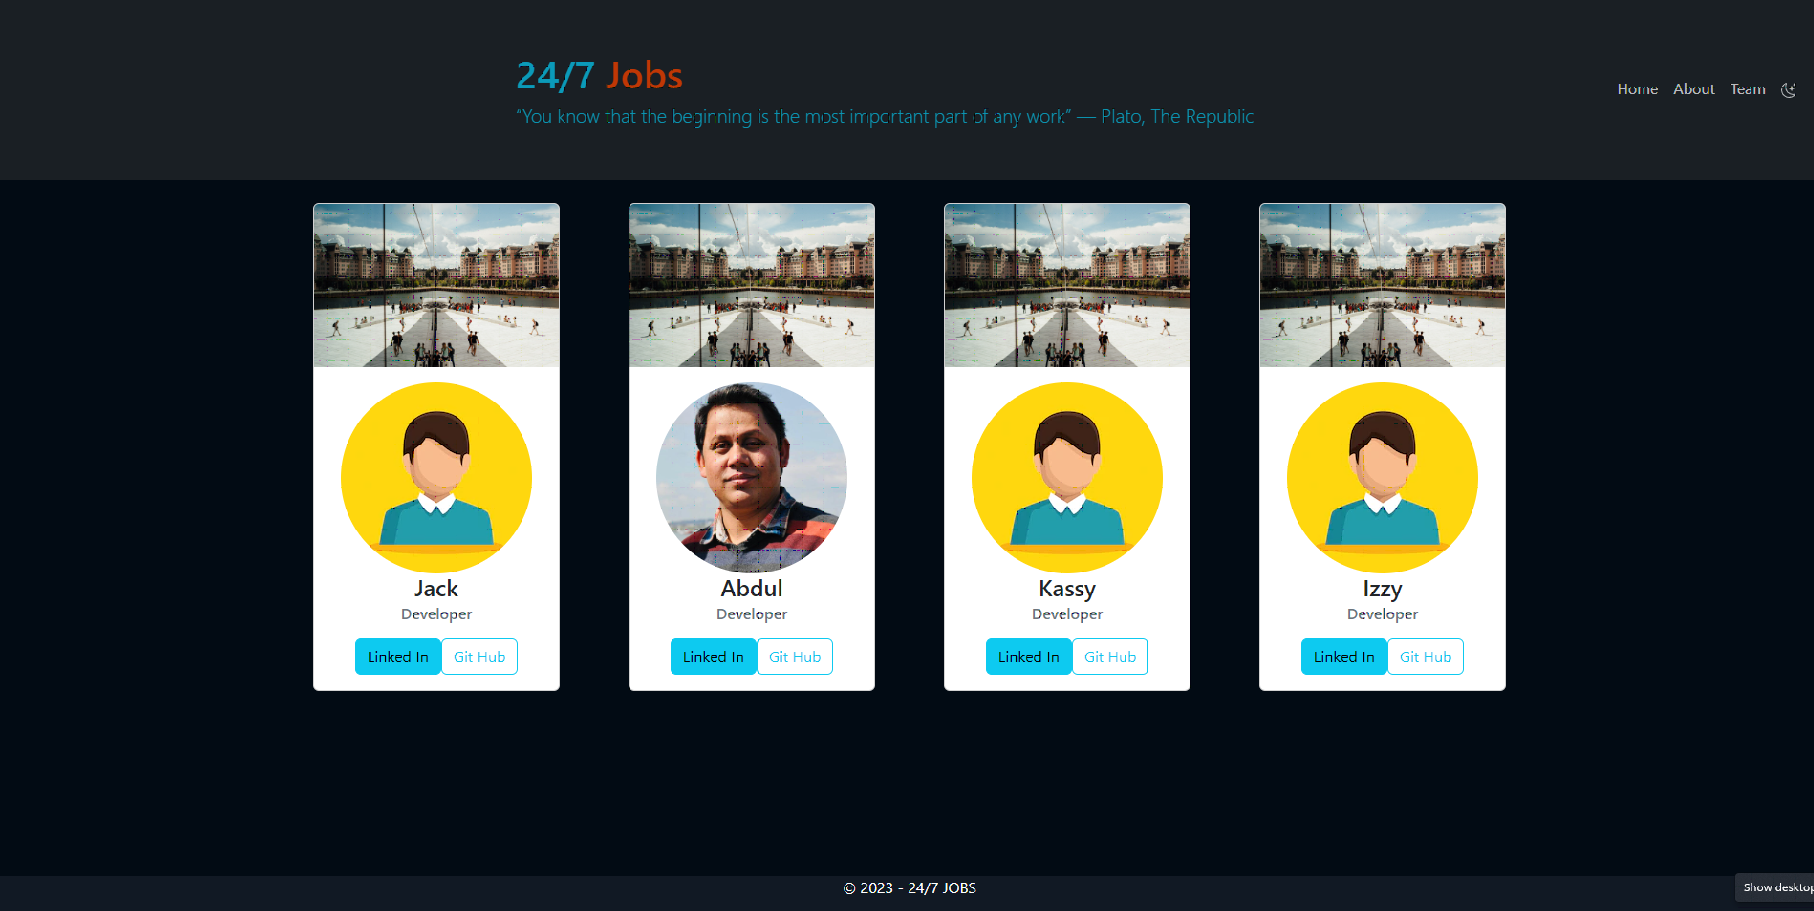 24/7 Jobs
“You know that the beginning is the most important part of any work” — Plato, The Republic
Home About Team
Jack
Developer
Linked In Git Hub
Abdul
Developer
Linked In Git Hub
Kassy
Developer
Linked In Git Hub
Izzy
Developer
Linked In Git Hub
© 2023 - 24/7 JOBS
Show desktop